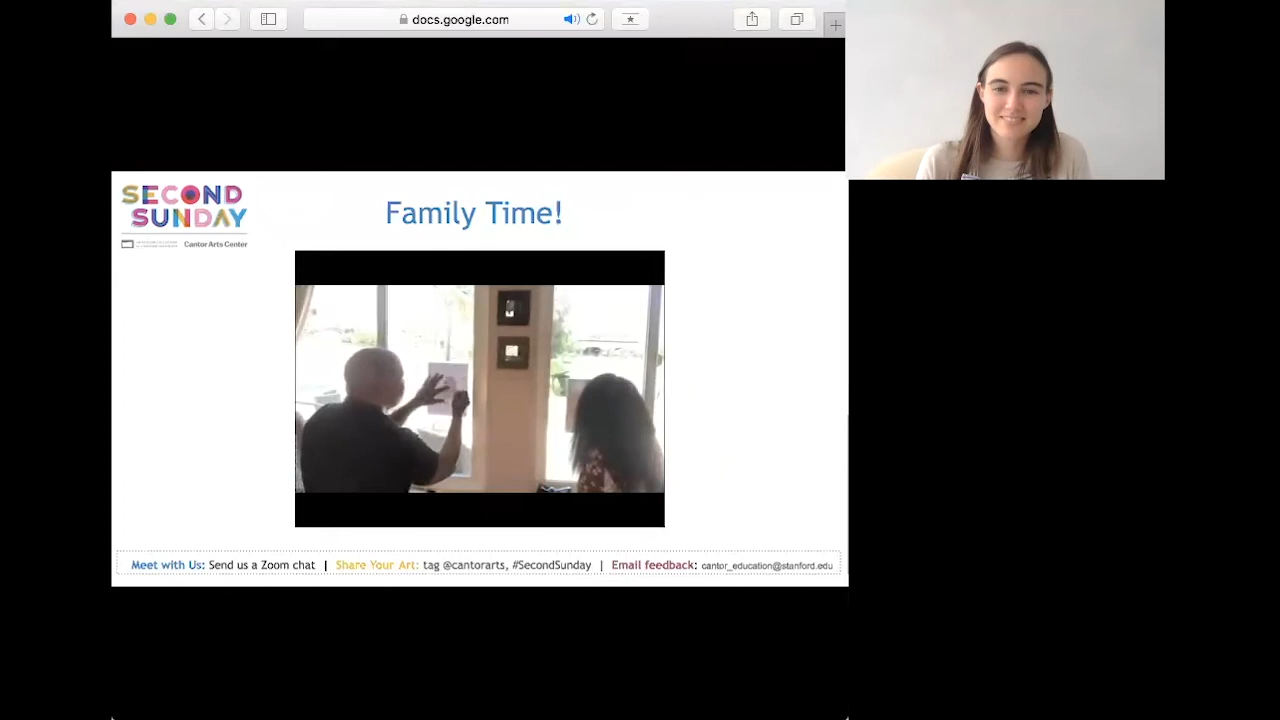 docs.google.com
SECOND
SUNDAY
Cantor Arts Center
Family Time!
Meet with Us: Send us a Zoom chat | Share Your Art: tag @cantorarts, #SecondSunday | Email feedback: cantor_education@stanford.edu